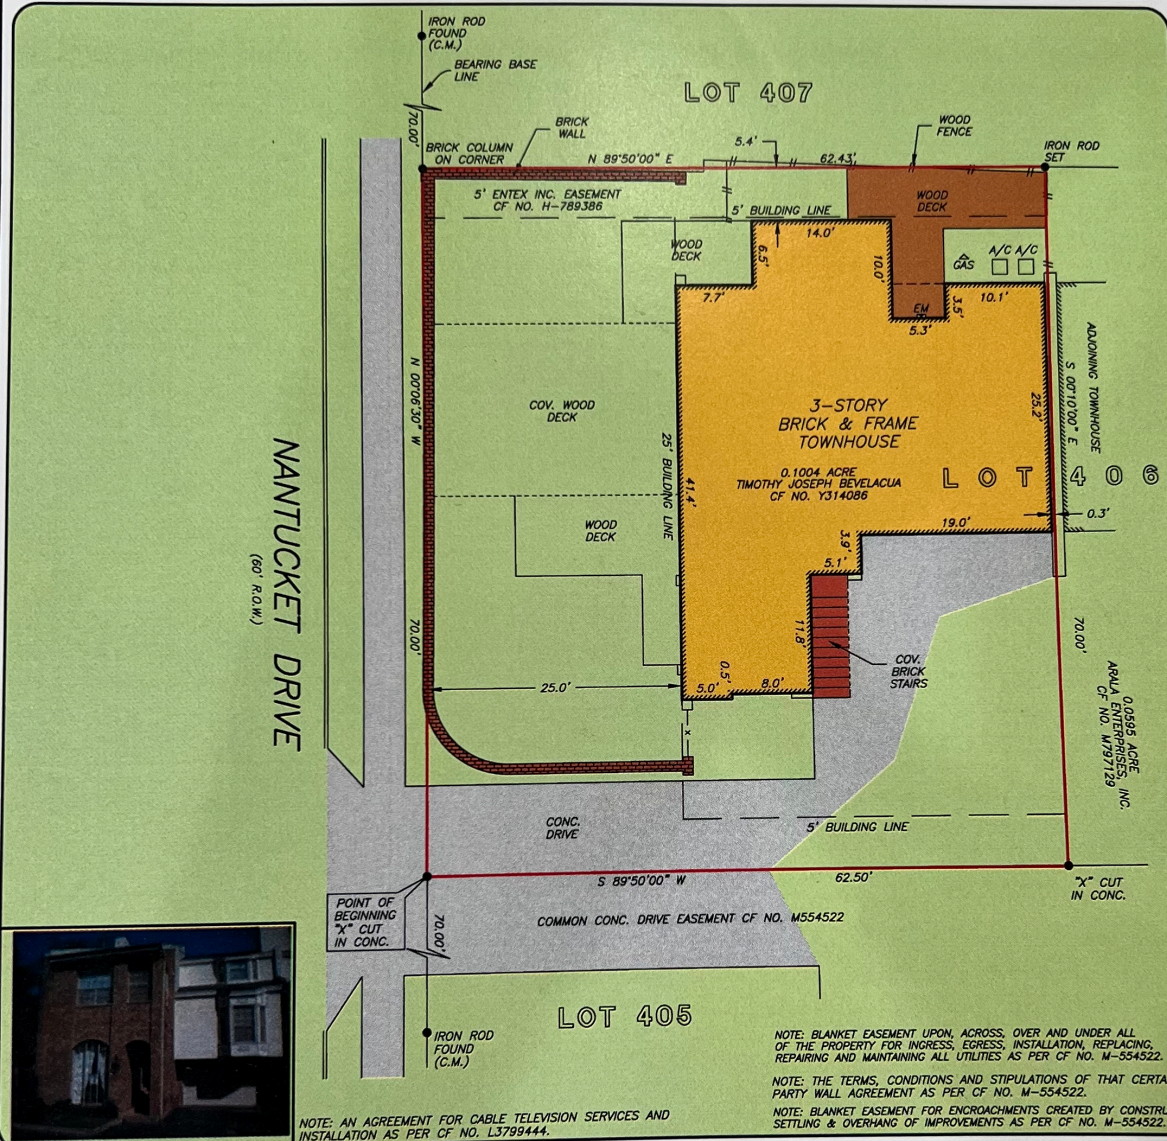 IRON ROD
FOUND
(C.M.)
BEARING BASE
LINE
70.00'
LOT 407
BRICK
WALL
WOOD
FENCE
5.4'
BRICK COLUMN
ON CORNER
N 89°50'00" E
62.43'
IRON ROD
SET
5' ENTEX INC. EASEMENT
CF NO. H-789386
5' BUILDING LINE
WOOD
DECK
14.0'
WOOD
DECK
6.5'
10.0'
GAS
A/C A/C
7.7'
EM
5.3'
3.5'
10.1'
ADJOINING TOWNHOUSE
S 00°10'00" E
N 00°06'30" W
COV. WOOD
DECK
25' BUILDING LINE
41.4'
3-STORY
BRICK & FRAME
TOWNHOUSE
25.2'
0.1004 ACRE
TIMOTHY JOSEPH BEVELACUA
CF NO. Y314086
LOT 406
WOOD
DECK
19.0'
0.3'
3.9'
5.1'
NANTUCKET DRIVE
(60' R.O.W.)
70.00'
11.8'
COV.
BRICK
STAIRS
70.00'
25.0'
5.0'
0.5'
8.0'
0.0595 ACRE
ARALA ENTERPRISES, INC.
CF NO. M797129
x
CONC.
DRIVE
5' BUILDING LINE
S 89°50'00" W
62.50'
"X" CUT
IN CONC.
POINT OF
BEGINNING
"X" CUT
IN CONC.
70.00'
COMMON CONC. DRIVE EASEMENT CF NO. M554522
LOT 405
IRON ROD
FOUND
(C.M.)
NOTE: BLANKET EASEMENT UPON, ACROSS, OVER AND UNDER ALL
OF THE PROPERTY FOR INGRESS, EGRESS, INSTALLATION, REPLACING,
REPAIRING AND MAINTAINING ALL UTILITIES AS PER CF NO. M-554522.
NOTE: THE TERMS, CONDITIONS AND STIPULATIONS OF THAT CERTA
PARTY WALL AGREEMENT AS PER CF NO. M-554522.
NOTE: BLANKET EASEMENT FOR ENCROACHMENTS CREATED BY CONSTRU
SETTLING & OVERHANG OF IMPROVEMENTS AS PER CF NO. M-554522
NOTE: AN AGREEMENT FOR CABLE TELEVISION SERVICES AND
INSTALLATION AS PER CF NO. L3799444.